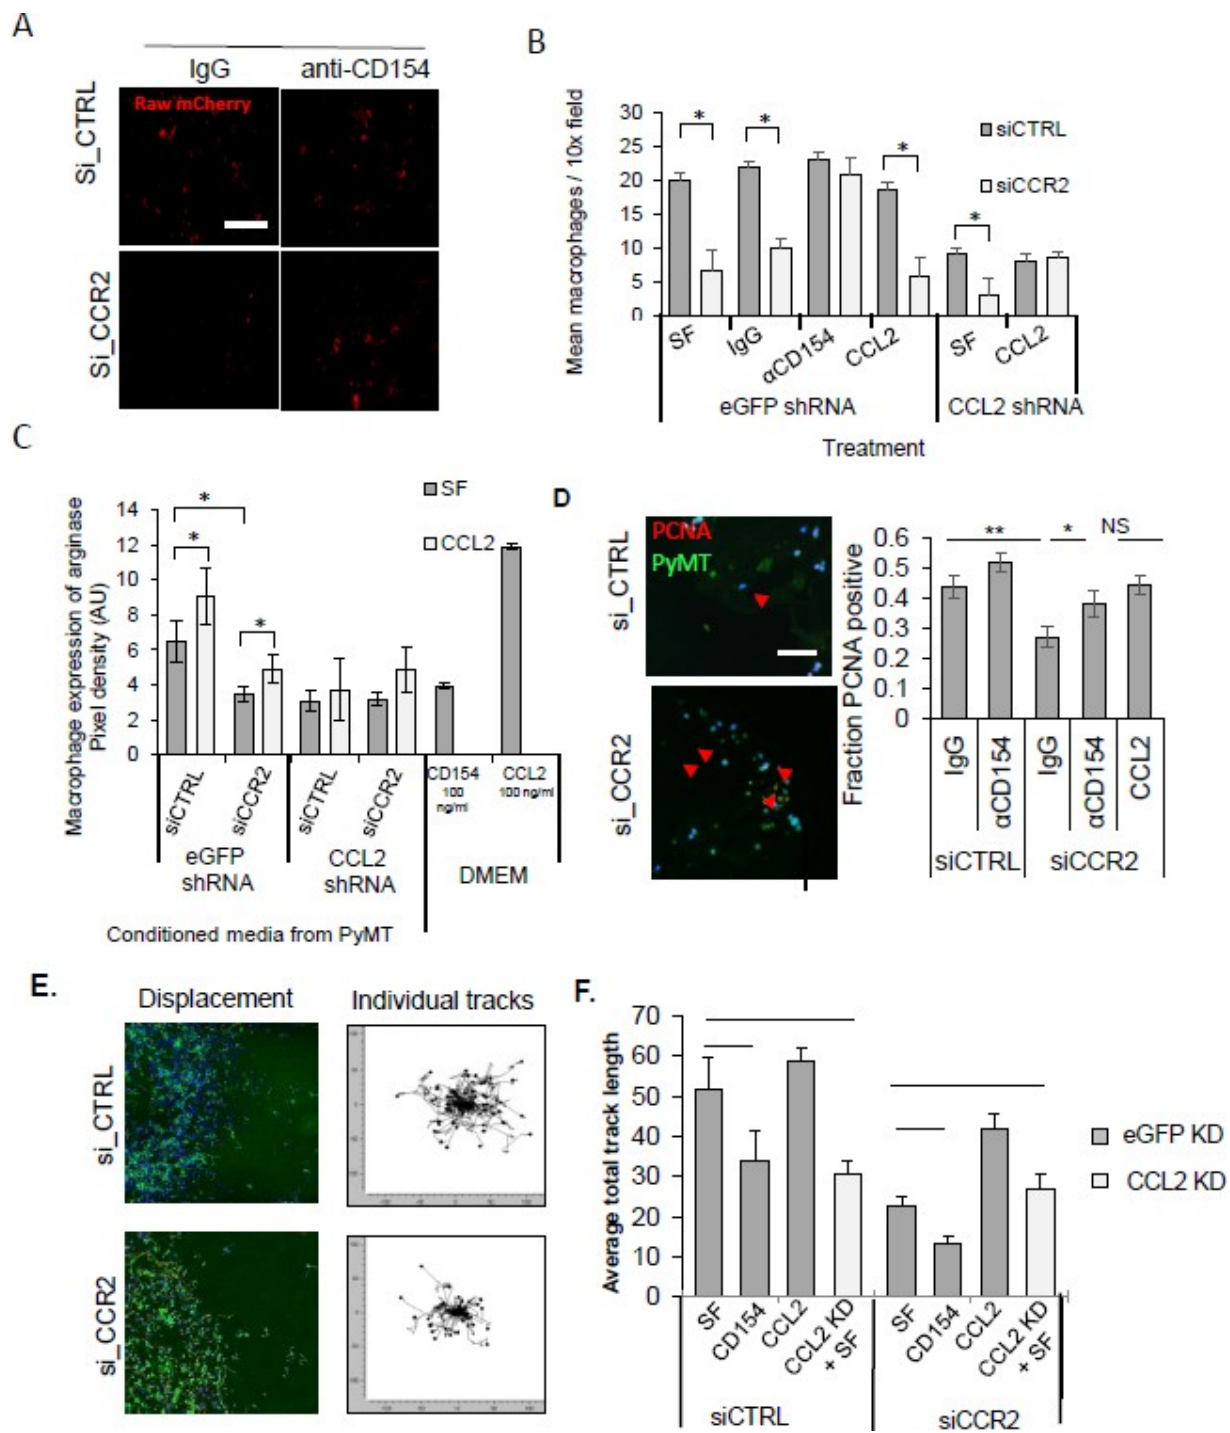 A
IgG
anti-CD154
Si_CTRL
Raw mCherry
Si_CCR2
B
Mean macrophages / 10x field
30
25
20
15
10
5
0
*
*
*
*
siCTRL
siCCR2
SF
IgG
αCD154
CCL2
SF
CCL2
eGFP shRNA
CCL2 shRNA
Treatment
C
Macrophage expression of arginase
Pixel density (AU)
14
12
10
8
6
4
2
0
*
*
*
SF
CCL2
siCTRL
siCCR2
siCTRL
siCCR2
CD154
100
ng/ml
CCL2
100 ng/ml
eGFP
shRNA
CCL2
shRNA
DMEM
Conditioned media from PyMT
D
si_CTRL
PCNA
PyMT
si_CCR2
Fraction PCNA positive
0.6
0.5
0.4
0.3
0.2
0.1
0
**
*
NS
IgG
αCD154
IgG
αCD154
CCL2
siCTRL
siCCR2
E.
Displacement
Individual tracks
si_CTRL
si_CCR2
F.
Average total track length
70
60
50
40
30
20
10
0
eGFP KD
CCL2 KD
SF
CD154
CCL2
CCL2 KD
+ SF
SF
CD154
CCL2
CCL2 KD
+ SF
siCTRL
siCCR2